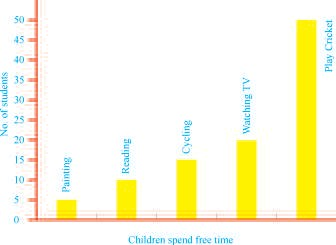 No. of students
50
45
40
35
30
25
20
15
10
5
0
Painting
Reading
Cycling
Watching TV
Play Cricket
Children spend free time